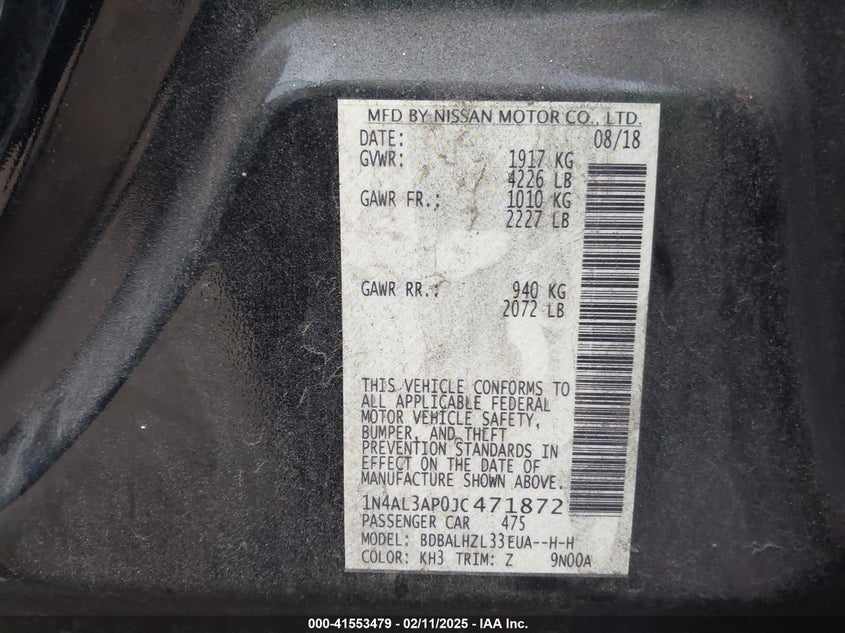 MFD BY NISSAN MOTOR CO., LTD.
DATE: 08/18
GVWR: 1917 KG
4226 LB
GAWR FR.: 1010 KG
2227 LB
GAWR RR.: 940 KG
2072 LB
THIS VEHICLE CONFORMS TO
ALL APPLICABLE FEDERAL
MOTOR VEHICLE SAFETY,
BUMPER, AND THEFT
PREVENTION STANDARDS IN
EFFECT ON THE DATE OF
MANUFACTURE SHOWN ABOVE.
1N4AL3AP0JC471872
PASSENGER CAR 475
MODEL: BDBALHZL33EUA--H-H
COLOR: KH3 TRIM: Z 9N00A
000-41553479 - 02/11/2025 - IAA Inc.